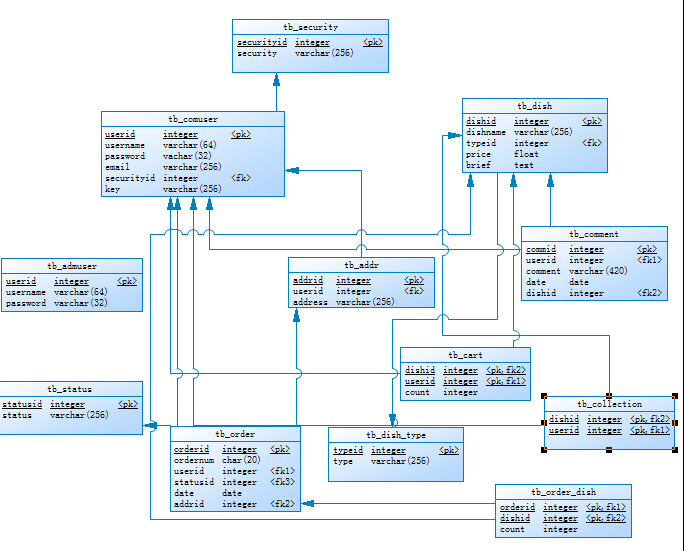 tb_security
securityid integer <pk>
security varchar(256)
tb_comuser
userid integer <pk>
username varchar(64)
password vachar(32)
email varchar(256)
securityid integer <fk>
key varchar(256)
tb_dish
dishid integer <pk>
dishname varchar(256)
typeid integer <fk>
price float
brief text
tb_comment
commid integer <pk>
userid integer <fk1>
comment varchar(420)
date date
dishid integer <fk2>
tb_admuser
userid integer <pk>
username varchar(64)
password varchar(32)
tb_addr
addrid integer <pk>
userid integer <fk>
address varchar(256)
tb_cart
dishid integer <pk,fk2>
userid integer <pk,fk1>
count integer
tb_status
statusid integer <pk>
status varchar(256)
tb_collection
dishid integer <pk,fk2>
userid integer <pk,fk1>
tb_order
orderid integer <pk>
ordernum char(20)
userid integer <fk1>
statusid integer <fk3>
date date
addrid integer <fk2>
tb_dish_type
typeid integer <pk>
type varchar(256)
tb_order_dish
orderid integer <pk,fk1>
dishid integer <pk,fk2>
count integer